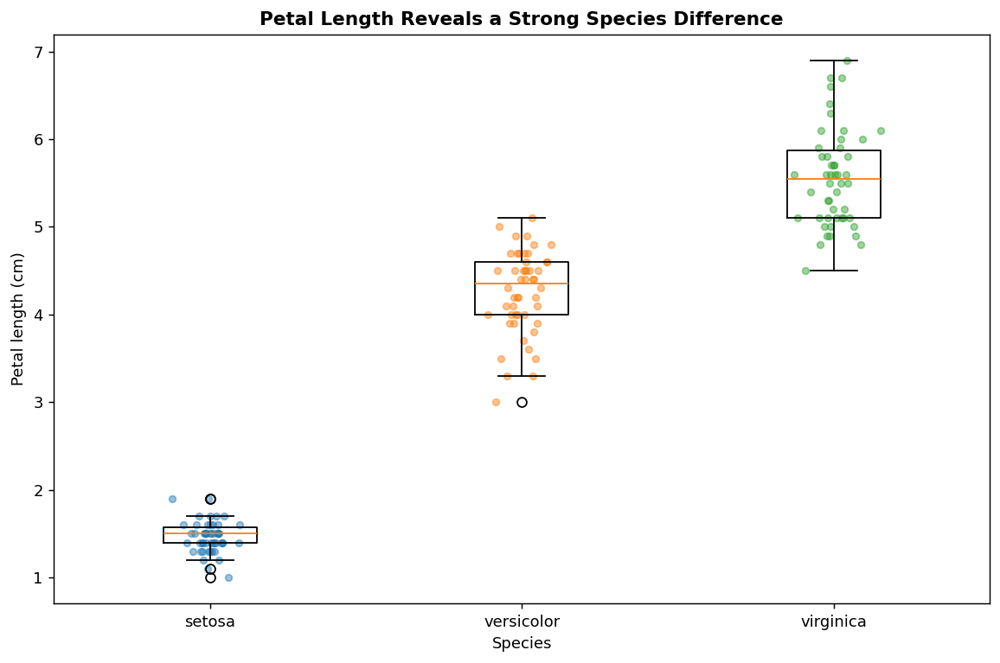 Petal Length Reveals a Strong Species Difference
Petal length (cm)
7
6
5
4
3
2
1
setosa
versicolor
virginica
Species